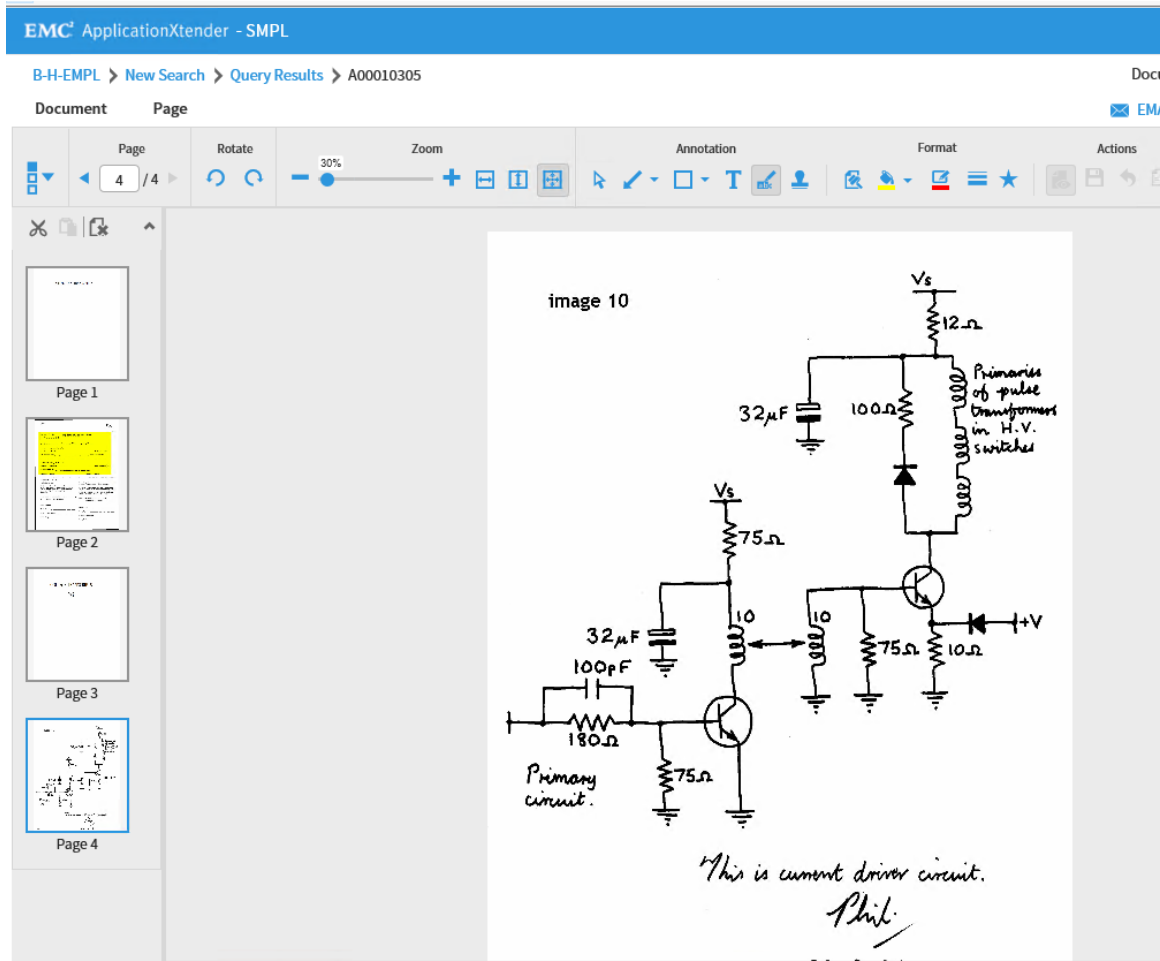 EMC² ApplicationXtender - SMPL
B-H-EMPL > New Search > Query Results > A00010305
Docu
Document Page
EMA
Page Rotate Zoom Annotation Format Actions
30%
4 / 4
T
abc
Page 1
Page 2
Page 3
Page 4
image 10
Vs
12Ω
32μF
100Ω
Primaries
of pulse
transformers
in H.V.
switches
Vs
75Ω
10
10
32μF
+V
75Ω
10Ω
100pF
180Ω
75Ω
Primary
circuit.
This is current driver circuit.
Phil.